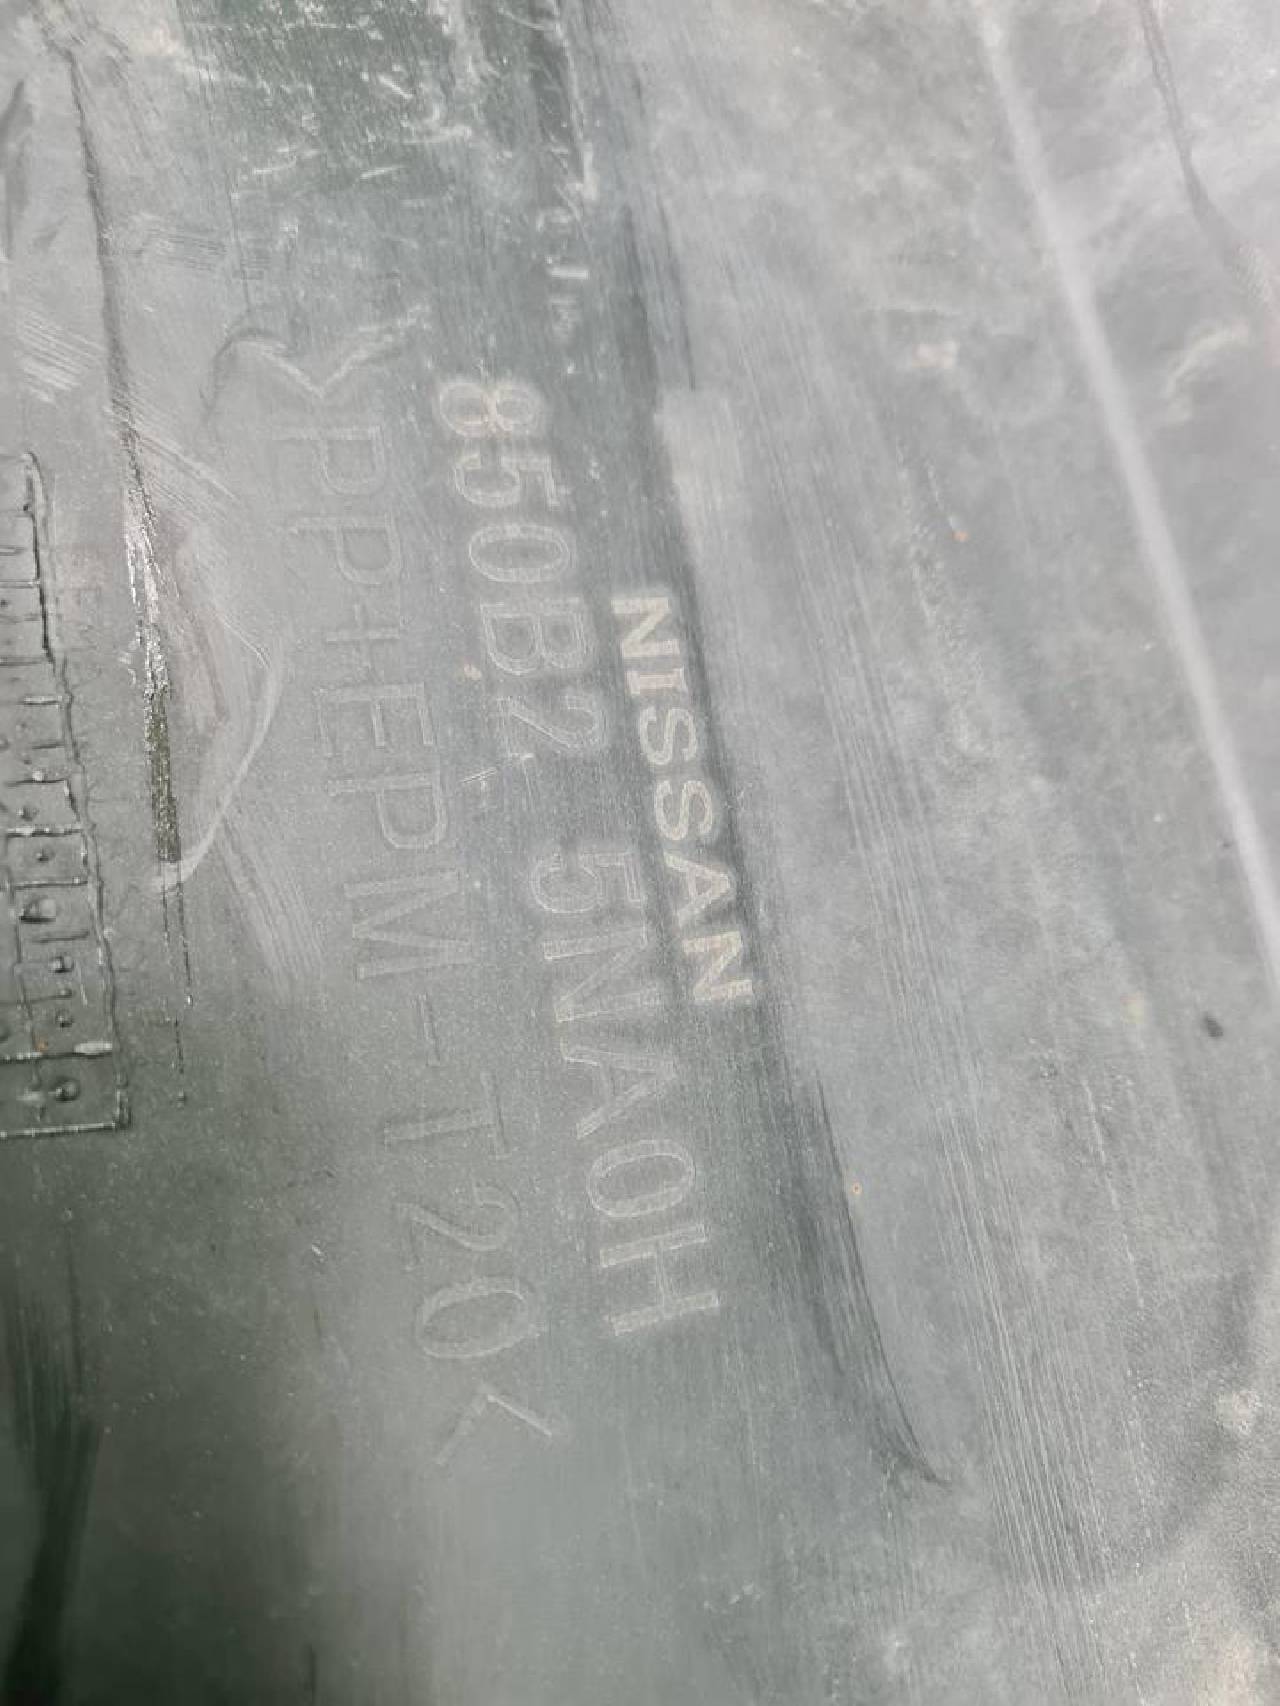 NISSAN
850B2 5NA0H
>PP+EPM-T20<